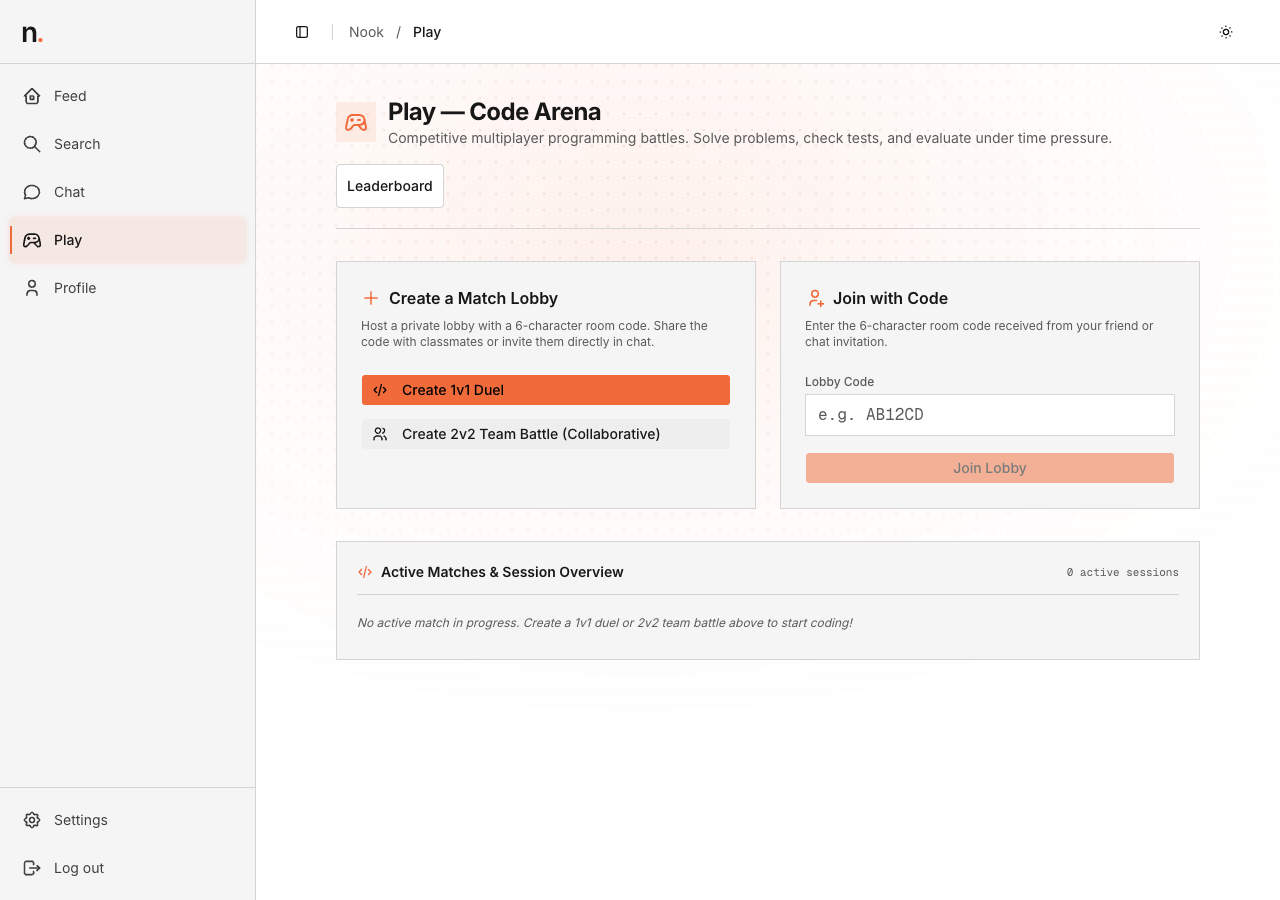 n.
Feed
Search
Chat
Play
Profile
Settings
Log out
Nook / Play
Play — Code Arena
Competitive multiplayer programming battles. Solve problems, check tests, and evaluate under time pressure.
Leaderboard
Create a Match Lobby
Host a private lobby with a 6-character room code. Share the
code with classmates or invite them directly in chat.
Create 1v1 Duel
Create 2v2 Team Battle (Collaborative)
Join with Code
Enter the 6-character room code received from your friend or
chat invitation.
Lobby Code
e.g. AB12CD
Join Lobby
Active Matches & Session Overview
0 active sessions
No active match in progress. Create a 1v1 duel or 2v2 team battle above to start coding!